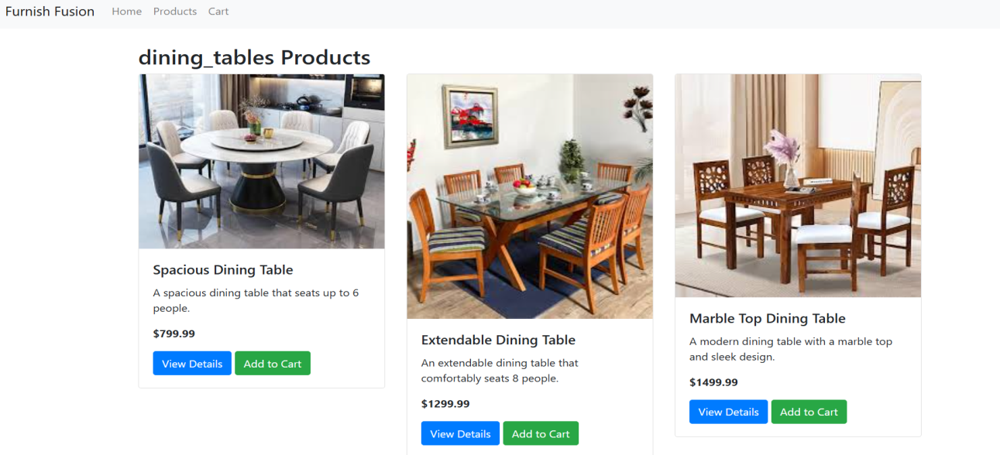 Furnish Fusion Home Products Cart
dining_tables Products
Spacious Dining Table
A spacious dining table that seats up to 6
people.
$799.99
View Details Add to Cart
Extendable Dining Table
An extendable dining table that
comfortably seats 8 people.
$1299.99
View Details Add to Cart
Marble Top Dining Table
A modern dining table with a marble top
and sleek design.
$1499.99
View Details Add to Cart